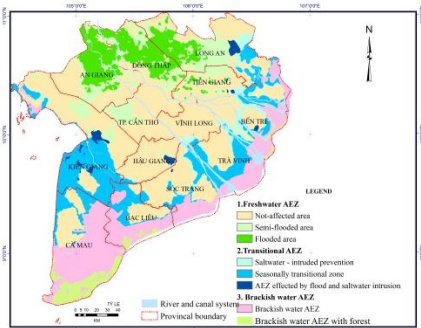 N
LONG AN
ĐỒNG THÁP
AN GIANG
TIỀN GIANG
TP. CẦN THƠ
VĨNH LONG
BẾN TRE
KIÊN GIANG
HẬU GIANG
TRÀ VINH
SÓC TRĂNG
BẠC LIÊU
CÀ MAU
LEGEND
1.Freshwater AEZ
Not-affected area
Semi-flooded area
Flooded area
2.Transitional AEZ
Saltwater - intruded prevention
Seasonally transitional zone
AEZ effected by flood and saltwater intrusion
3. Brackish water AEZ
Brackish water AEZ
Brackish water AEZ with forest
TỶ LỆ
KM
River and canal system
Provincal boundary